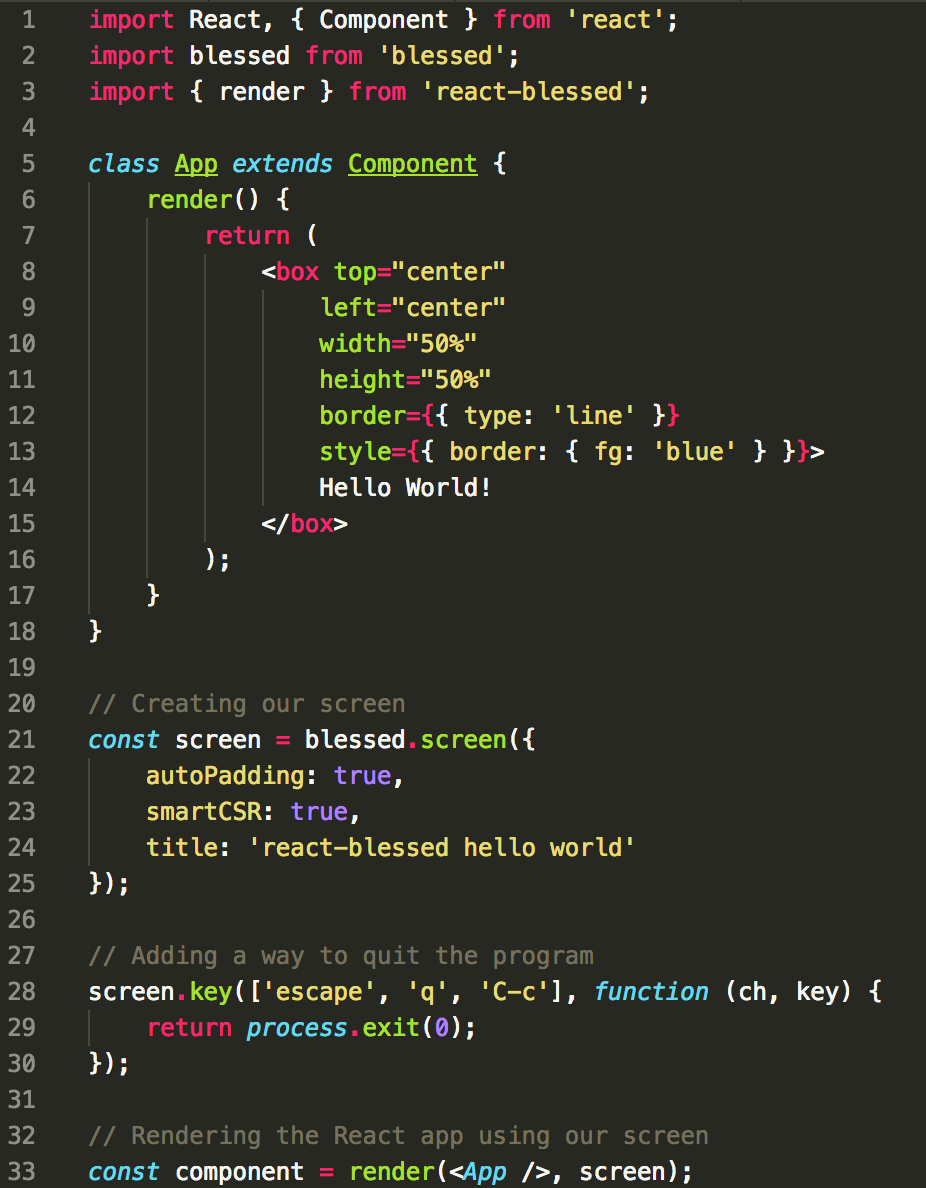 1 import React, { Component } from 'react';
2 import blessed from 'blessed';
3 import { render } from 'react-blessed';
4
5 class App extends Component {
6     render() {
7         return (
8             <box top="center"
9                 left="center"
10                 width="50%"
11                 height="50%"
12                 border={{ type: 'line' }}
13                 style={{ border: { fg: 'blue' } }}>
14                 Hello World!
15             </box>
16         );
17     }
18 }
19
20 // Creating our screen
21 const screen = blessed.screen({
22     autoPadding: true,
23     smartCSR: true,
24     title: 'react-blessed hello world'
25 });
26
27 // Adding a way to quit the program
28 screen.key(['escape', 'q', 'C-c'], function (ch, key) {
29     return process.exit(0);
30 });
31
32 // Rendering the React app using our screen
33 const component = render(<App />, screen);